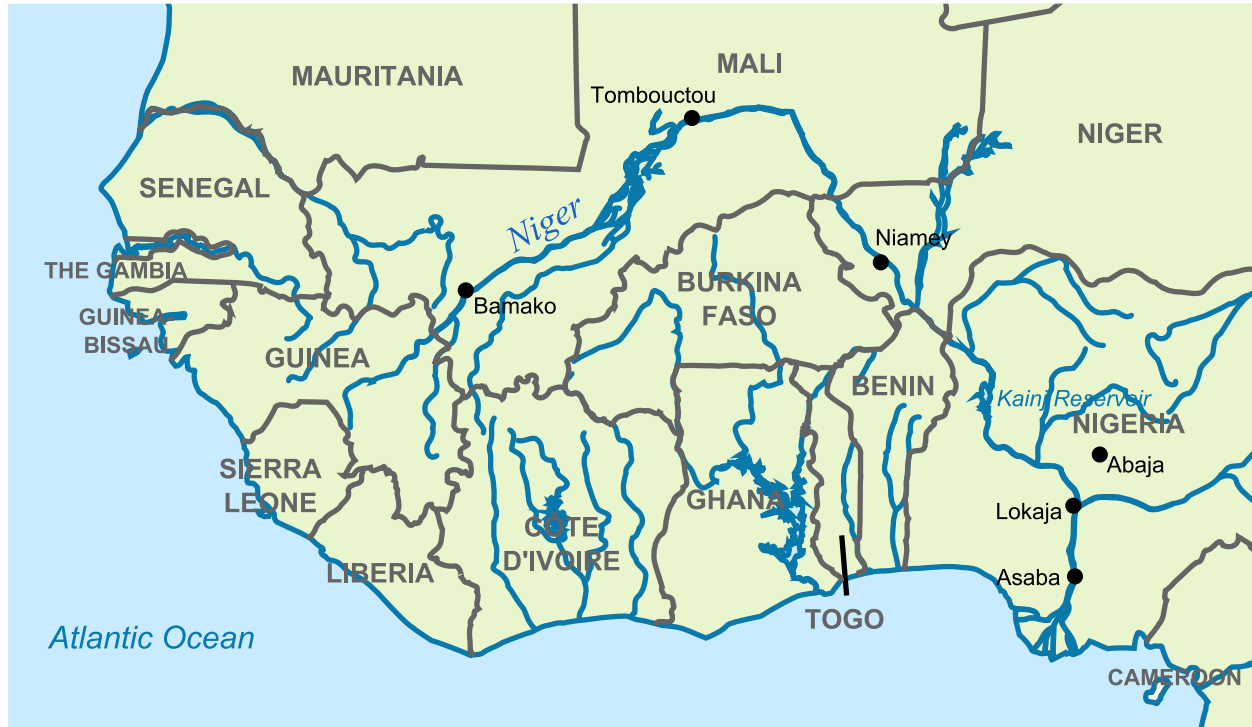 MALI
MAURITANIA
Tombouctou
NIGER
SENEGAL
Niger
Niamey
THE GAMBIA
BURKINA
FASO
Bamako
GUINEA-
BISSAU
GUINEA
BENIN
Kainj Reservoir
NIGERIA
Abaja
SIERRA
LEONE
GHANA
Lokaja
CÔTE
D'IVOIRE
LIBERIA
Asaba
TOGO
Atlantic Ocean
CAMEROON